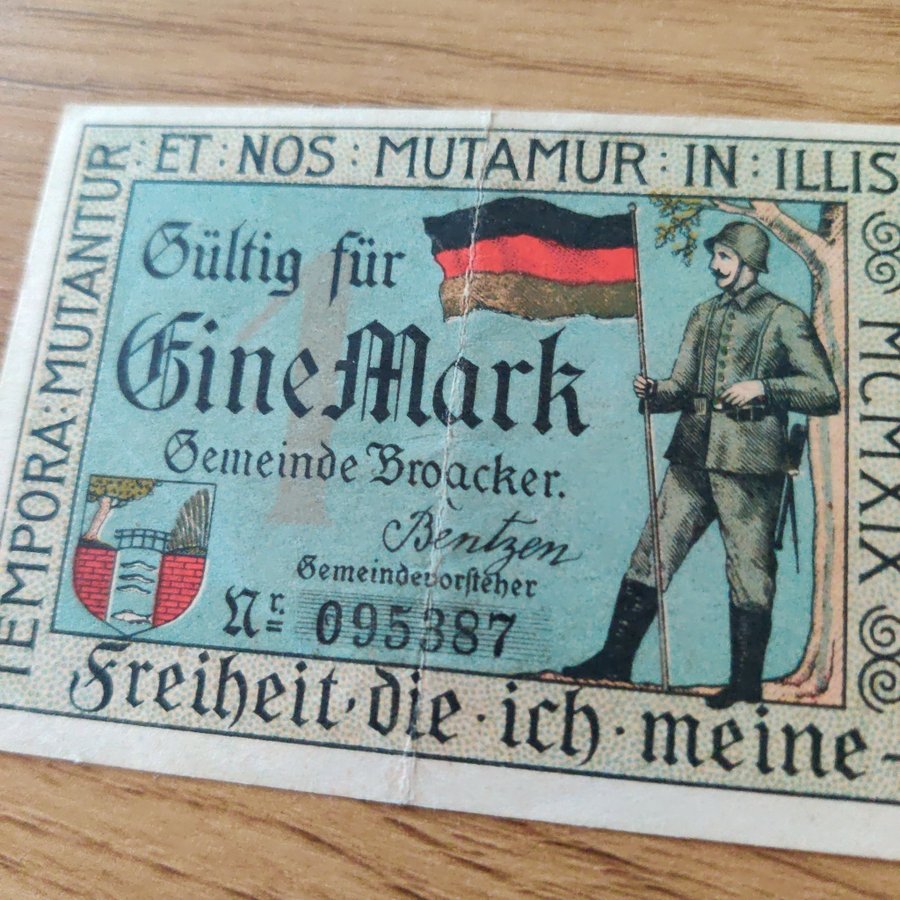 TEMPORA : MUTANTUR : ET : NOS : MUTAMUR : IN : ILLIS
MCMXIX
Gültig für
1
Eine Mark
Gemeinde Broacker.
Bentzen
Gemeindevorsteher
Nr. 095387
Freiheit · die · ich · meine -